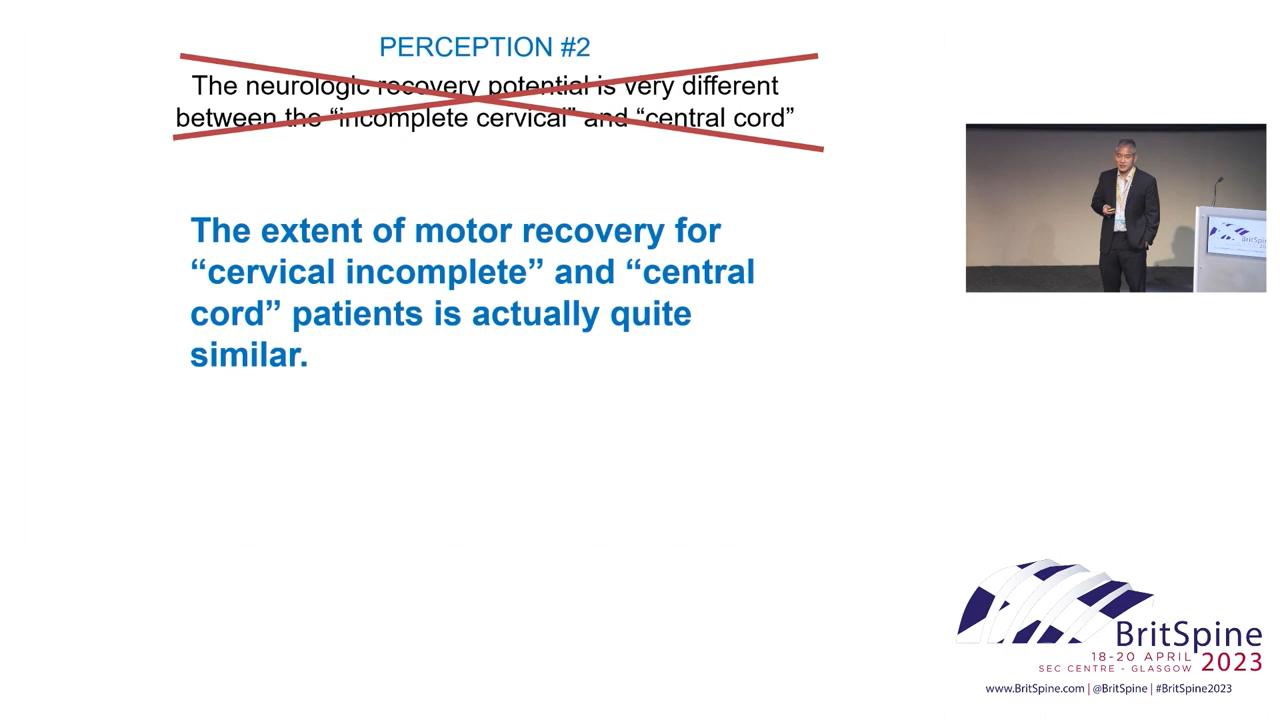 PERCEPTION #2
The neurologic recovery potential is very different
between the “incomplete cervical” and “central cord”
The extent of motor recovery for
“cervical incomplete” and “central
cord” patients is actually quite
similar.
BritSpine
BritSpine
18-20 APRIL
SEC CENTRE - GLASGOW
2023
www.BritSpine.com | @BritSpine | #BritSpine2023